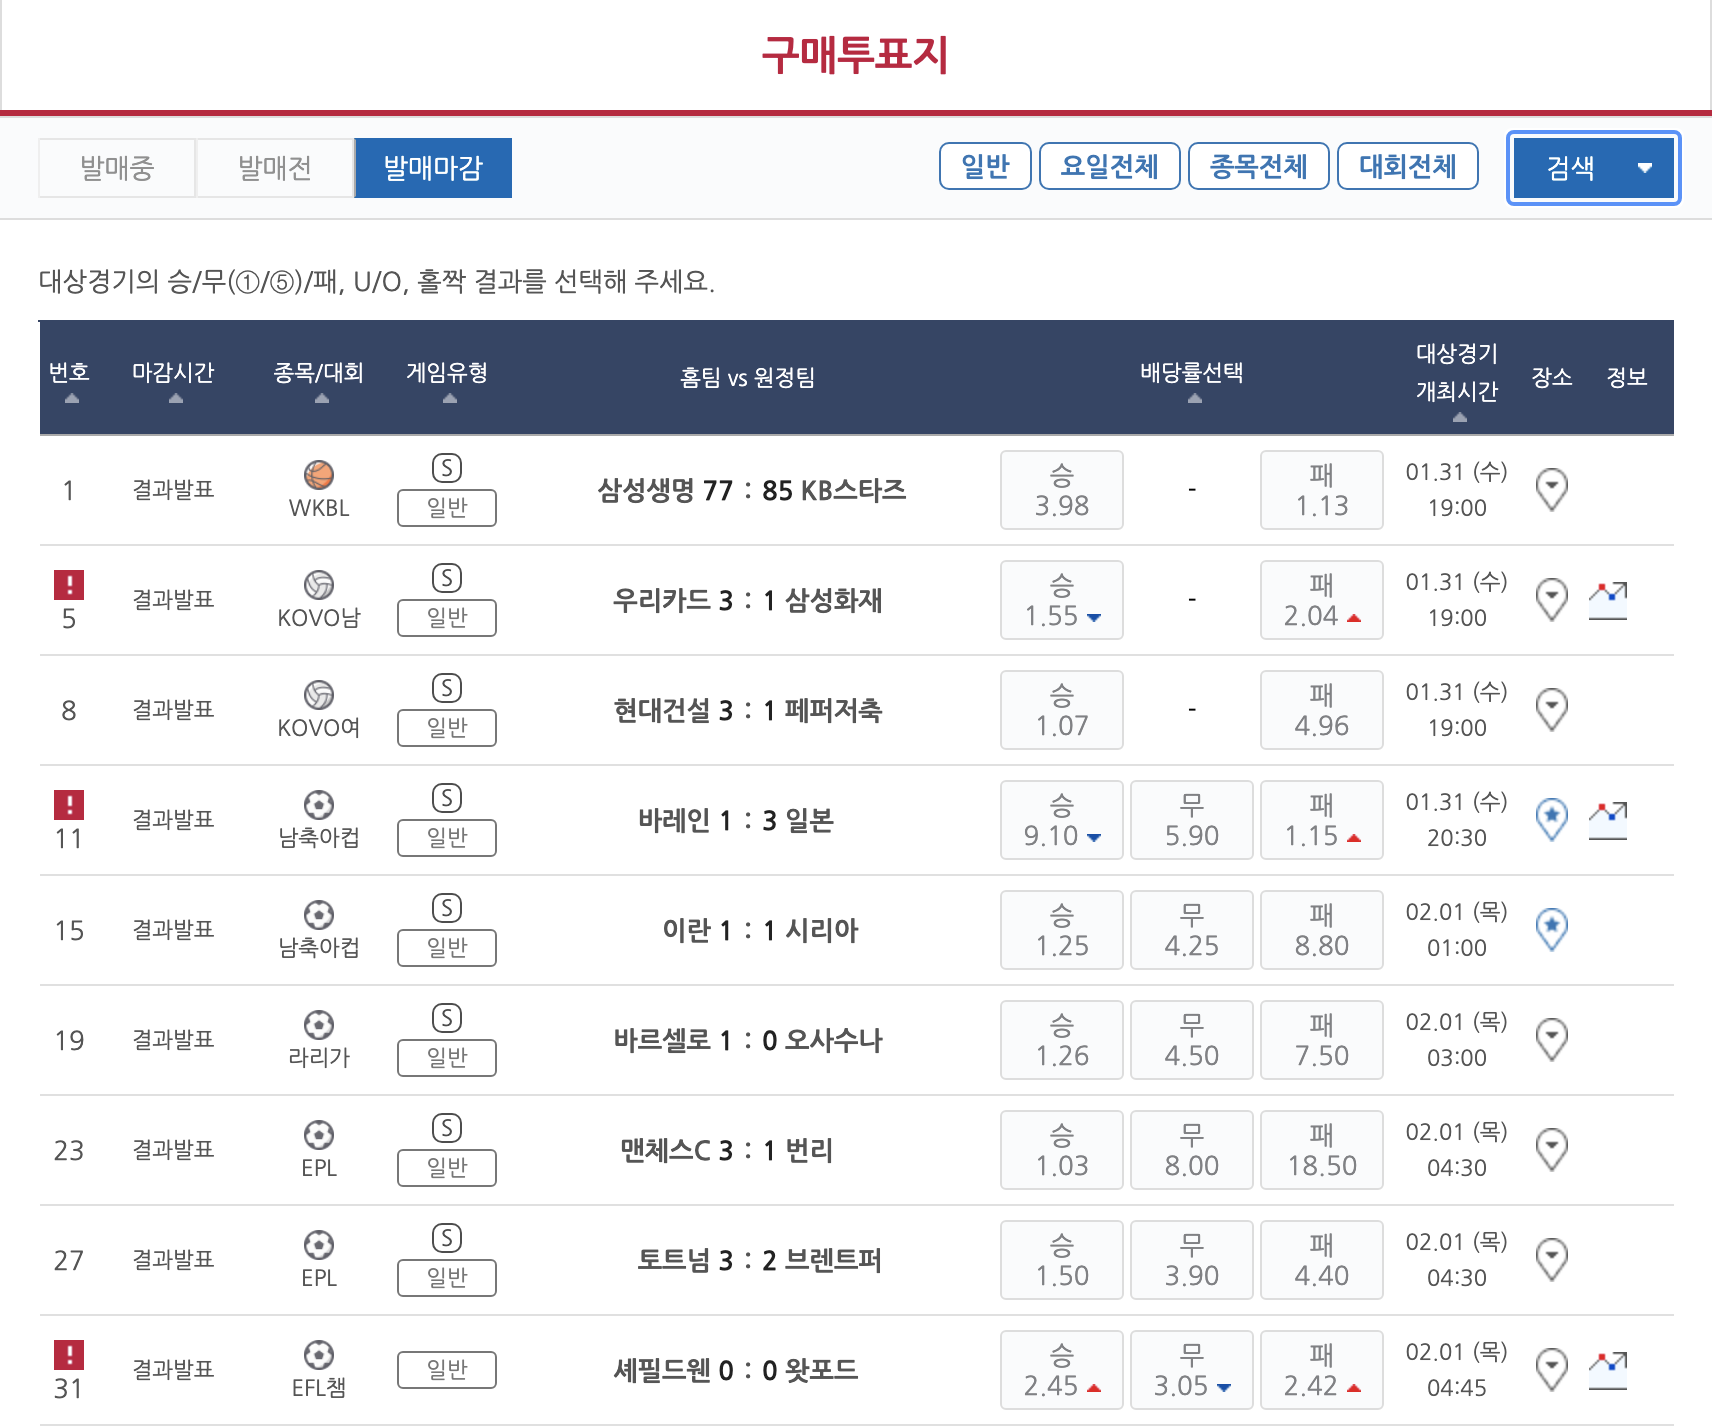 구매투표지
발매중 발매전 발매마감 일반 요일전체 종목전체 대회전체 검색
대상경기의 승/무(①/⑤)/패, U/O, 홀짝 결과를 선택해 주세요.
번호 마감시간 종목/대회 게임유형 홈팀 vs 원정팀 배당률선택 대상경기 개최시간 장소 정보
1 결과발표 WKBL S 일반 삼성생명 77 : 85 KB스타즈 승 3.98 - 패 1.13 01.31 (수) 19:00
! 5 결과발표 KOVO남 S 일반 우리카드 3 : 1 삼성화재 승 1.55 - 패 2.04 01.31 (수) 19:00
8 결과발표 KOVO여 S 일반 현대건설 3 : 1 페퍼저축 승 1.07 - 패 4.96 01.31 (수) 19:00
! 11 결과발표 남축아컵 S 일반 바레인 1 : 3 일본 승 9.10 무 5.90 패 1.15 01.31 (수) 20:30
15 결과발표 남축아컵 S 일반 이란 1 : 1 시리아 승 1.25 무 4.25 패 8.80 02.01 (목) 01:00
19 결과발표 라리가 S 일반 바르셀로 1 : 0 오사수나 승 1.26 무 4.50 패 7.50 02.01 (목) 03:00
23 결과발표 EPL S 일반 맨체스C 3 : 1 번리 승 1.03 무 8.00 패 18.50 02.01 (목) 04:30
27 결과발표 EPL S 일반 토트넘 3 : 2 브렌트퍼 승 1.50 무 3.90 패 4.40 02.01 (목) 04:30
! 31 결과발표 EFL챔 일반 셰필드웬 0 : 0 왓포드 승 2.45 무 3.05 패 2.42 02.01 (목) 04:45